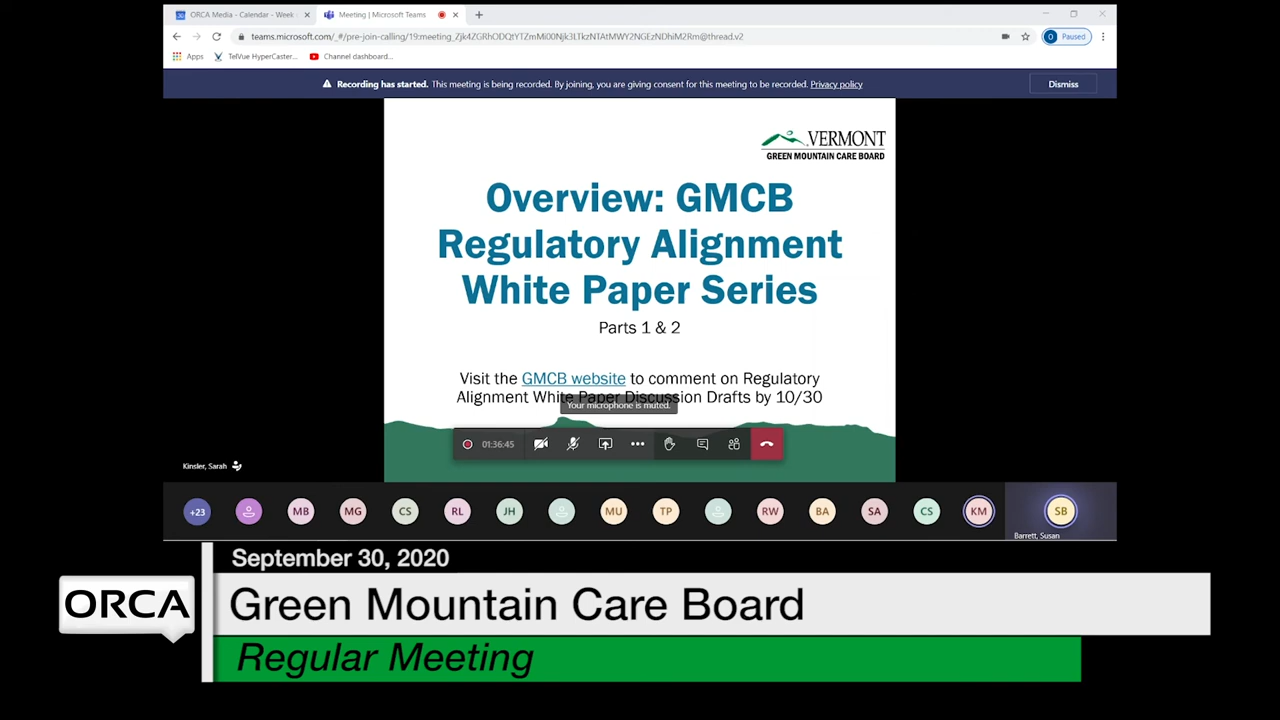 ORCA Media - Calendar - Week
Meeting | Microsoft Teams
teams.microsoft.com/_#/pre-join-calling/19:meeting_Zjk4ZGRhODQtYTZmMi00Njk3LTkzNTAtMWY2NGEzNDhiM2Rm@thread.v2
O Paused
Apps TelVue HyperCaster... Channel dashboard...
Recording has started. This meeting is being recorded. By joining, you are giving consent for this meeting to be recorded. Privacy policy Dismiss
VERMONT
GREEN MOUNTAIN CARE BOARD
Overview: GMCB
Regulatory Alignment
White Paper Series
Parts 1 & 2
Visit the GMCB website to comment on Regulatory
Alignment White Paper Discussion Drafts by 10/30
Your microphone is muted.
01:36:45
Kinsler, Sarah
+23 MB MG CS RL JH MU TP RW BA SA CS KM SB
Barrett, Susan
September 30, 2020
ORCA
Green Mountain Care Board
Regular Meeting